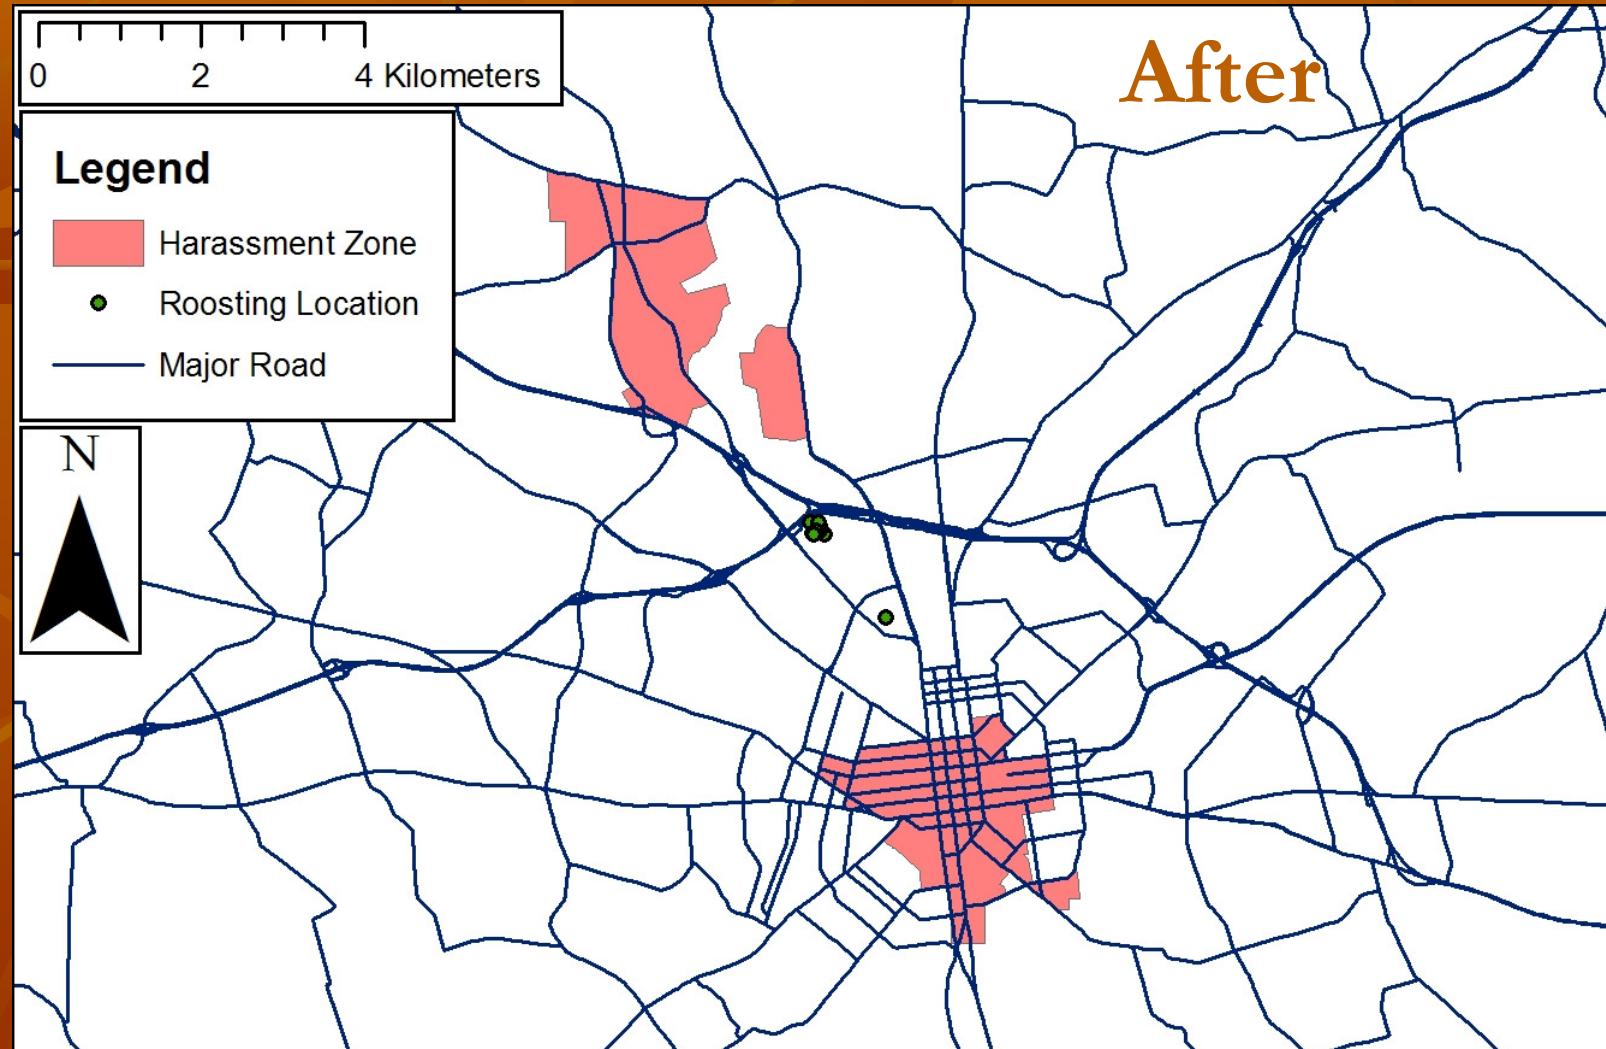 0 2 4 Kilometers
After
Legend
Harassment Zone
Roosting Location
Major Road
N